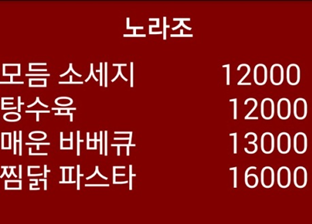 노라조
모듬 소세지 12000
탕수육 12000
매운 바베큐 13000
찜닭 파스타 16000